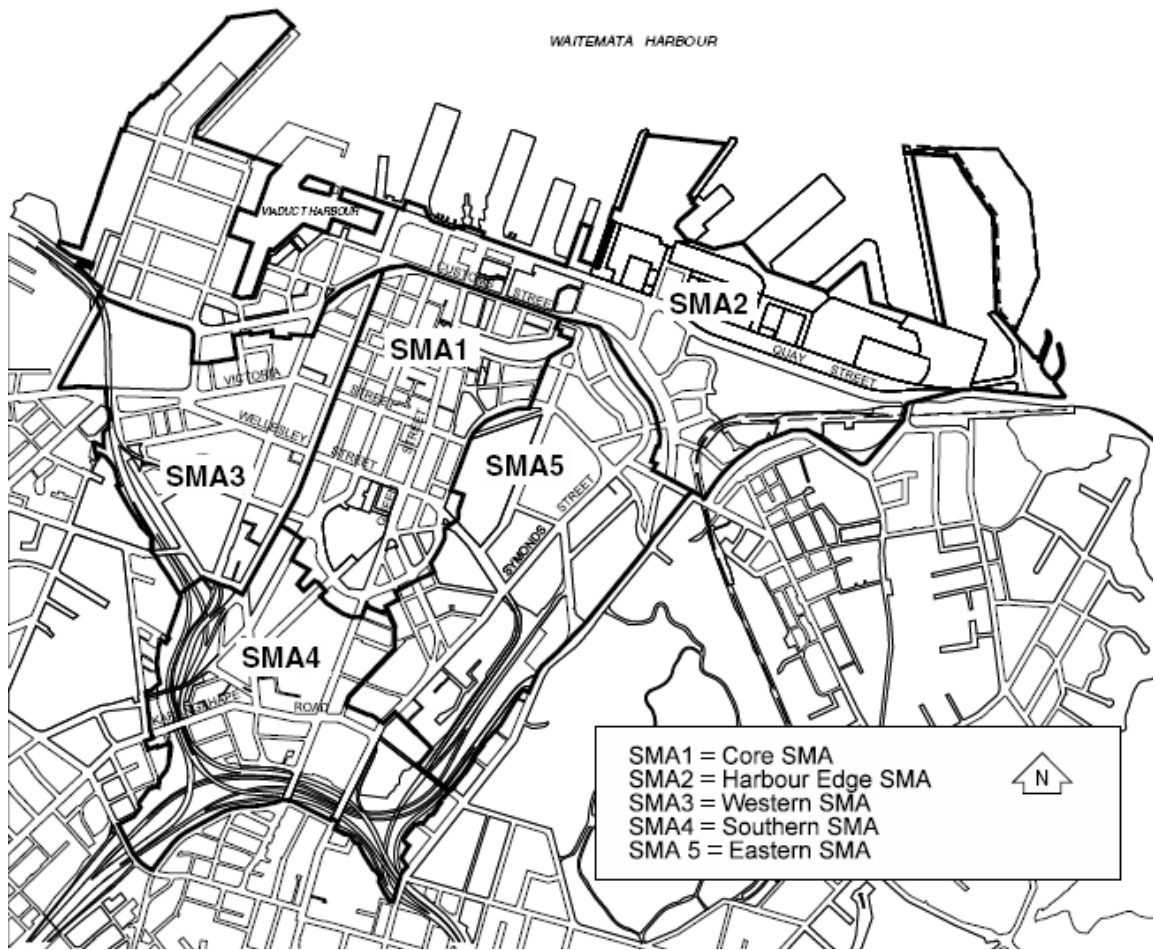 WAITEMATA HARBOUR
VIADUCT HARBOUR
CUSTOMS
STREET
SMA2
SMA1
QUAY
STREET
VICTORIA
STREET
WELLESLEY
STREET
STREET
SMA3
SMA5
SYMONDS
STREET
SMA4
KARANGAHAPE
ROAD
SMA1 = Core SMA
SMA2 = Harbour Edge SMA
SMA3 = Western SMA
SMA4 = Southern SMA
SMA 5 = Eastern SMA
N